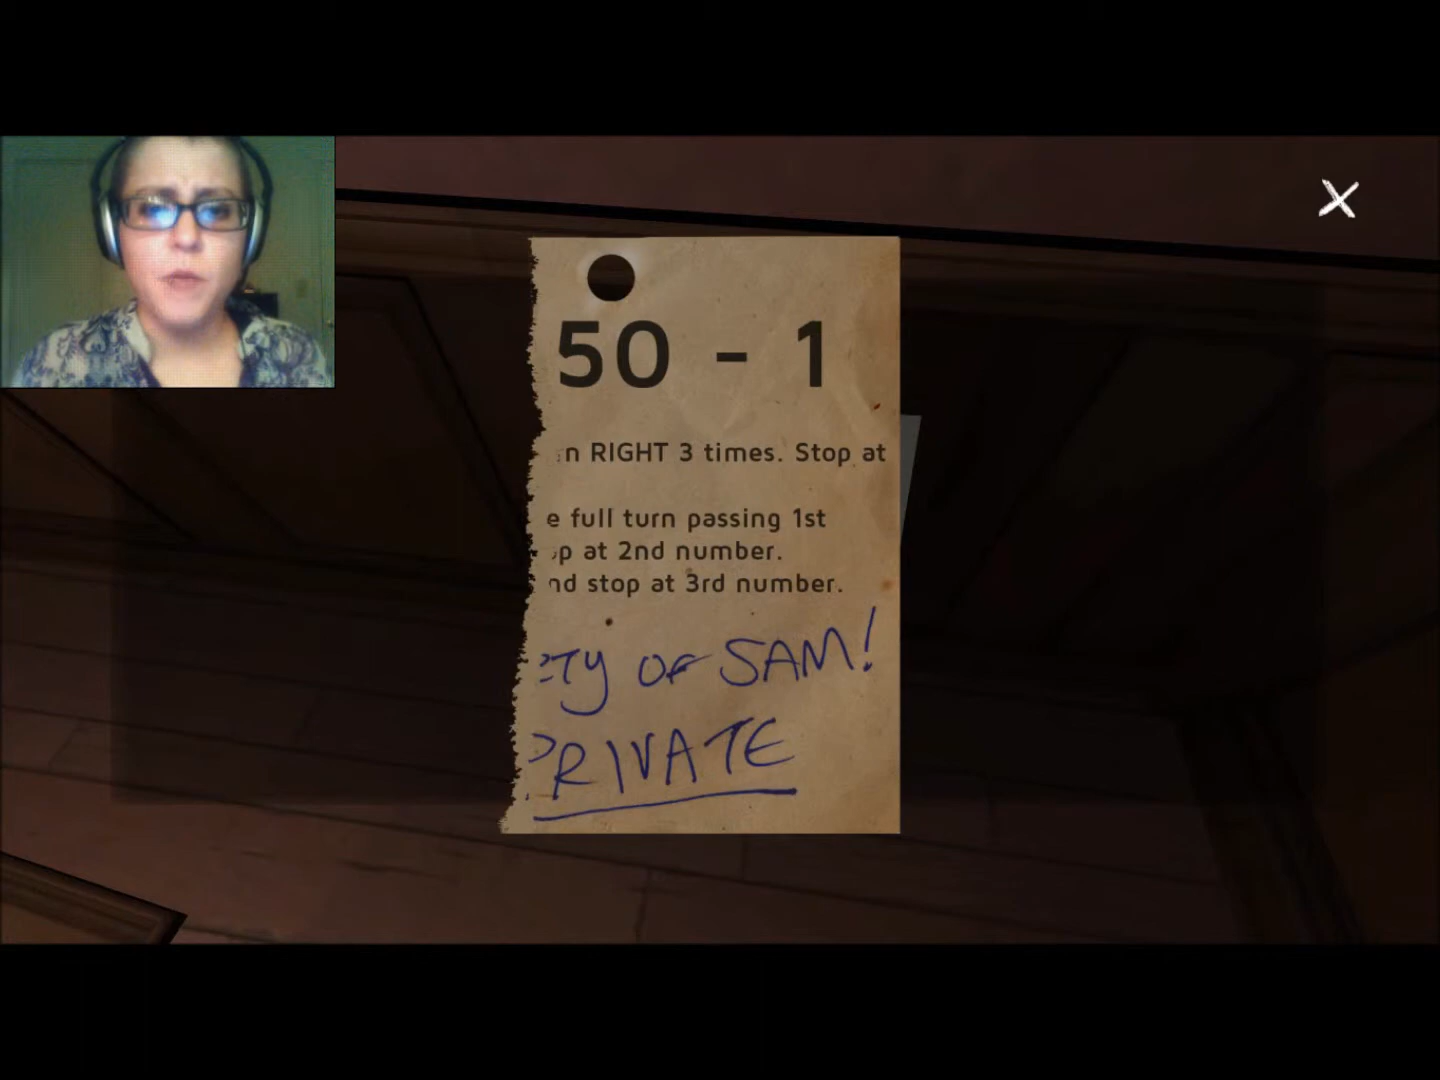 50 - 1
n RIGHT 3 times. Stop at
e full turn passing 1st
p at 2nd number.
nd stop at 3rd number.
TY OF SAM!
PRIVATE